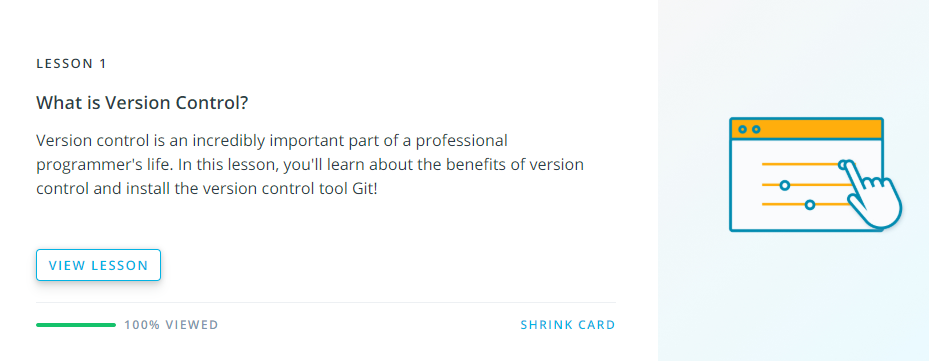 LESSON 1
What is Version Control?
Version control is an incredibly important part of a professional
programmer's life. In this lesson, you'll learn about the benefits of version
control and install the version control tool Git!
VIEW LESSON
100% VIEWED
SHRINK CARD